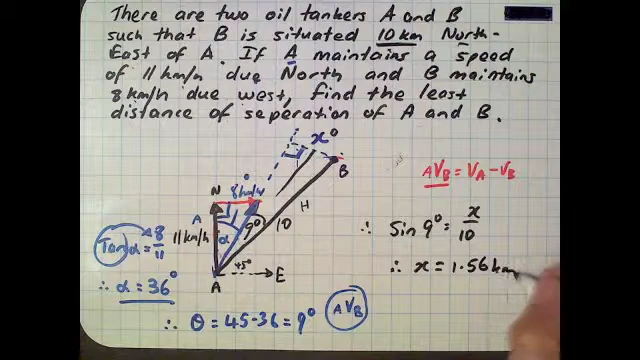 There are two oil tankers A and B
such that B is situated 10 km North-
East of A. If A maintains a speed
of 11 km/h due North and B maintains
8 km/h due west, find the least
distance of seperation of A and B.
x°
N
8 km/h
B
AVB = VA - VB
A
11 km/h
α
9°
10
H
Tan α = 8/11
45°
E
A
∴ Sin 9° = x/10
∴ α = 36°
∴ x = 1.56 km
∴ θ = 45-36 = 9°
AVB